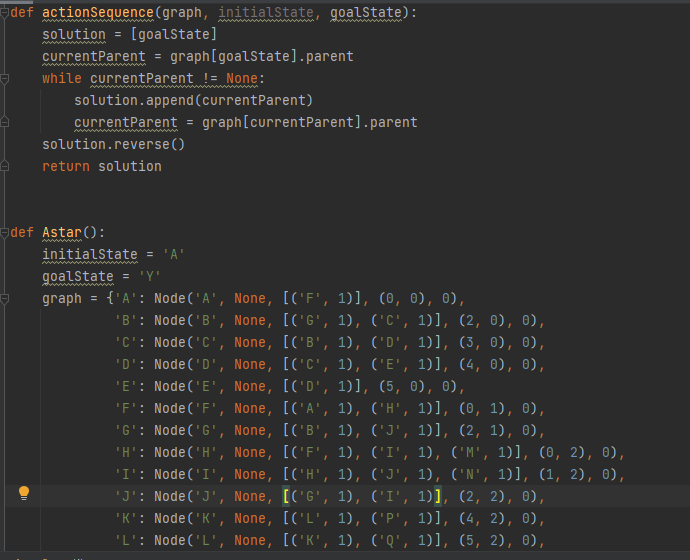 def actionSequence(graph, initialState, goalState):
    solution = [goalState]
    currentParent = graph[goalState].parent
    while currentParent != None:
        solution.append(currentParent)
        currentParent = graph[currentParent].parent
    solution.reverse()
    return solution
def Astar():
    initialState = 'A'
    goalState = 'Y'
    graph = {'A': Node('A', None, [('F', 1)], (0, 0), 0),
             'B': Node('B', None, [('G', 1), ('C', 1)], (2, 0), 0),
             'C': Node('C', None, [('B', 1), ('D', 1)], (3, 0), 0),
             'D': Node('D', None, [('C', 1), ('E', 1)], (4, 0), 0),
             'E': Node('E', None, [('D', 1)], (5, 0), 0),
             'F': Node('F', None, [('A', 1), ('H', 1)], (0, 1), 0),
             'G': Node('G', None, [('B', 1), ('J', 1)], (2, 1), 0),
             'H': Node('H', None, [('F', 1), ('I', 1), ('M', 1)], (0, 2), 0),
             'I': Node('I', None, [('H', 1), ('J', 1), ('N', 1)], (1, 2), 0),
             'J': Node('J', None, [('G', 1), ('I', 1)], (2, 2), 0),
             'K': Node('K', None, [('L', 1), ('P', 1)], (4, 2), 0),
             'L': Node('L', None, [('K', 1), ('Q', 1)], (5, 2), 0),